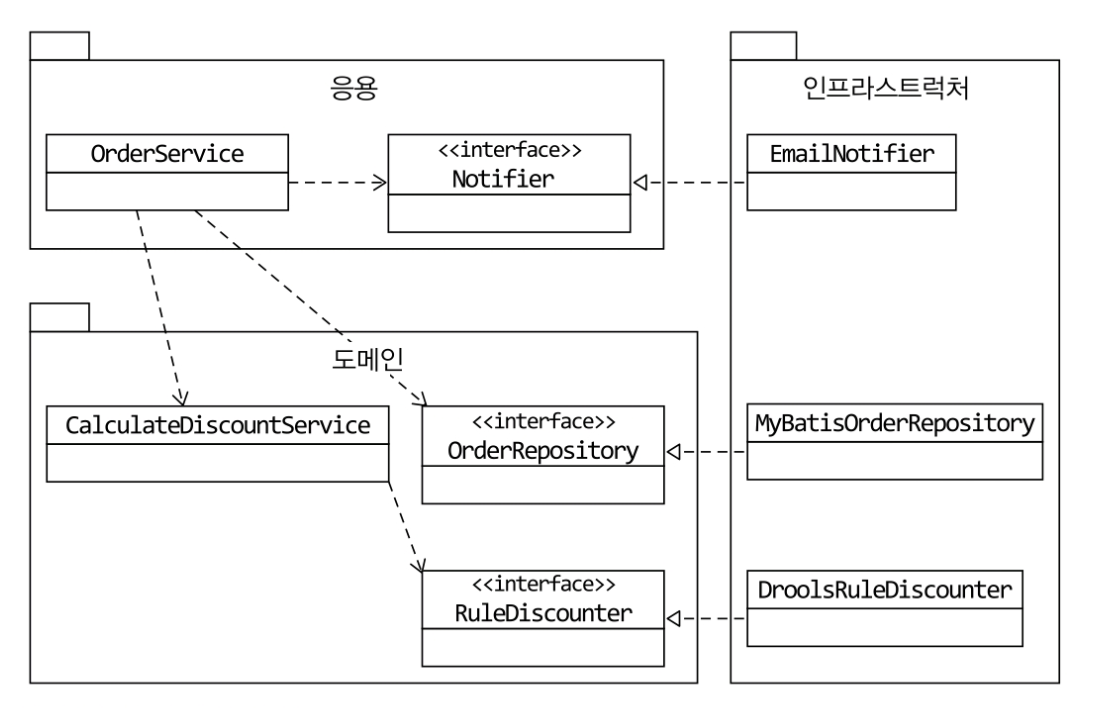 응용
OrderService
<<interface>>
Notifier
인프라스트럭처
EmailNotifier
도메인
CalculateDiscountService
<<interface>>
OrderRepository
MyBatisOrderRepository
<<interface>>
RuleDiscounter
DroolsRuleDiscounter